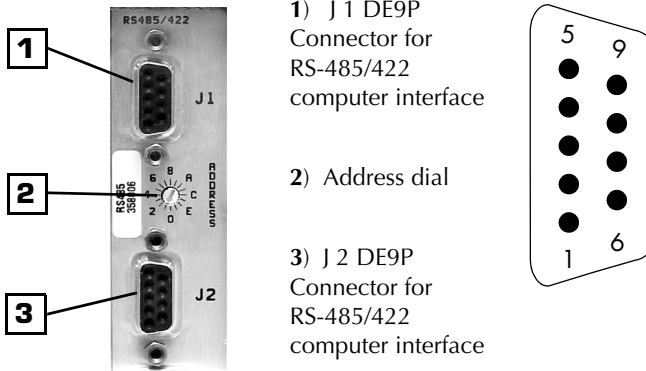 RS485/422
1
J1
2
RS485
358006
2
4
6
8
A
C
E
0
ADDRESS
3
J2
1) J 1 DE9P
Connector for
RS-485/422
computer interface
2) Address dial
3) J 2 DE9P
Connector for
RS-485/422
computer interface
5
9
1
6